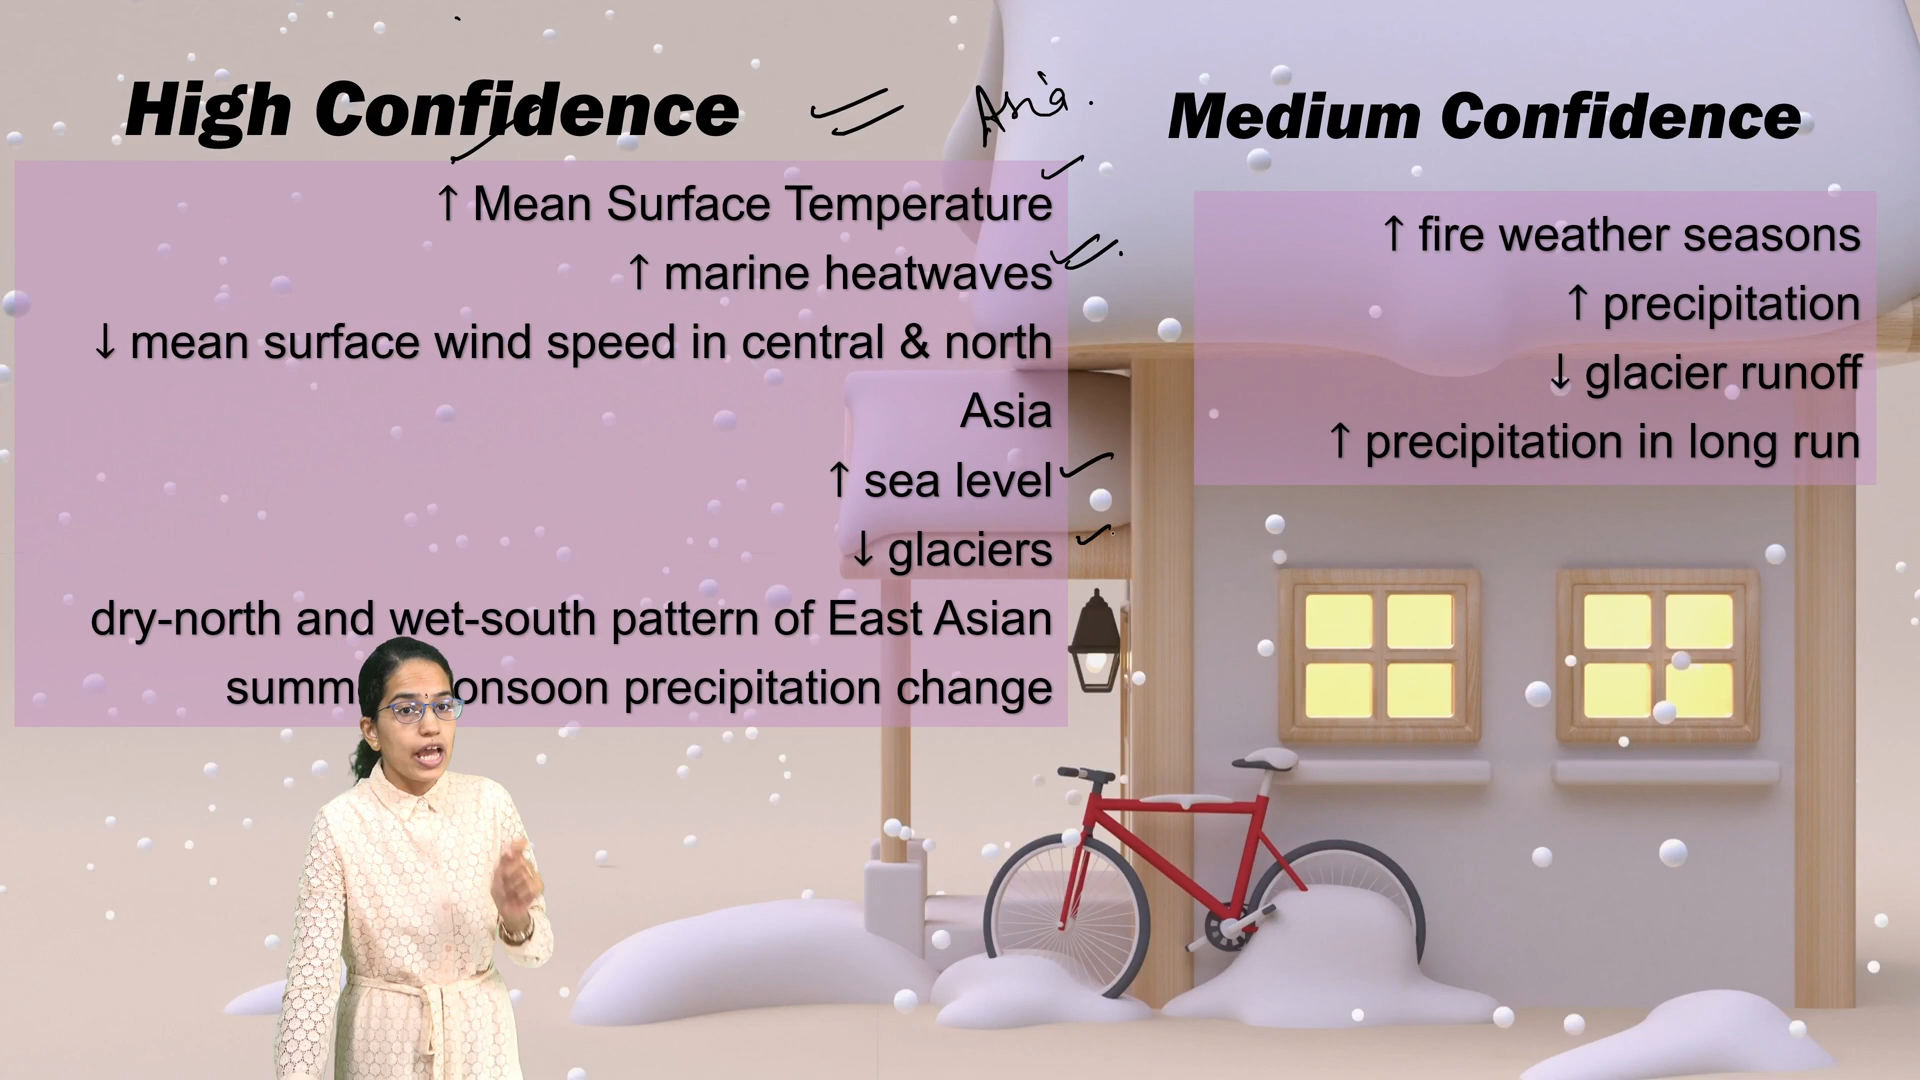 High Confidence
Asia.
↑ Mean Surface Temperature
↑ marine heatwaves
↓ mean surface wind speed in central & north
Asia
↑ sea level
↓ glaciers
dry-north and wet-south pattern of East Asian
summ onsoon precipitation change
Medium Confidence
↑ fire weather seasons
↑ precipitation
↓ glacier runoff
↑ precipitation in long run